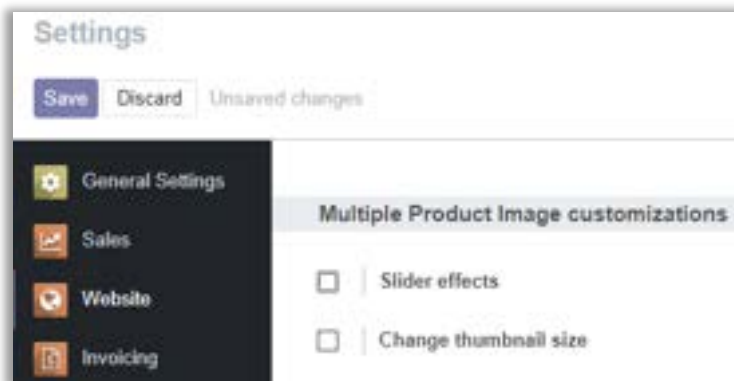 Settings
Save Discard Unsaved changes
General Settings
Sales
Website
Invoicing
Multiple Product Image customizations
Slider effects
Change thumbnail size